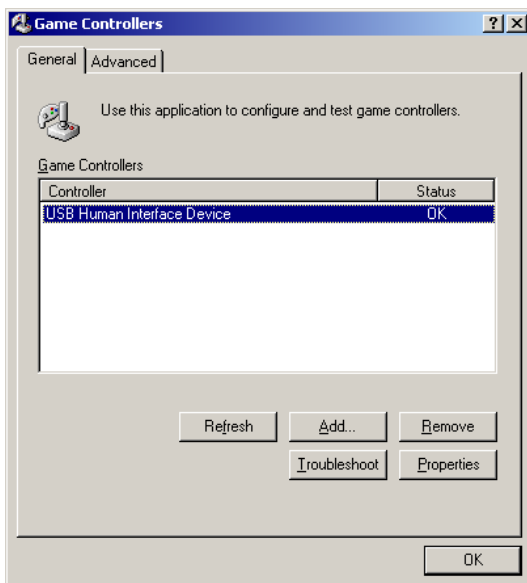 Game Controllers
General Advanced
Use this application to configure and test game controllers.
Game Controllers
Controller Status
USB Human Interface Device OK
Refresh Add... Remove
Troubleshoot Properties
OK